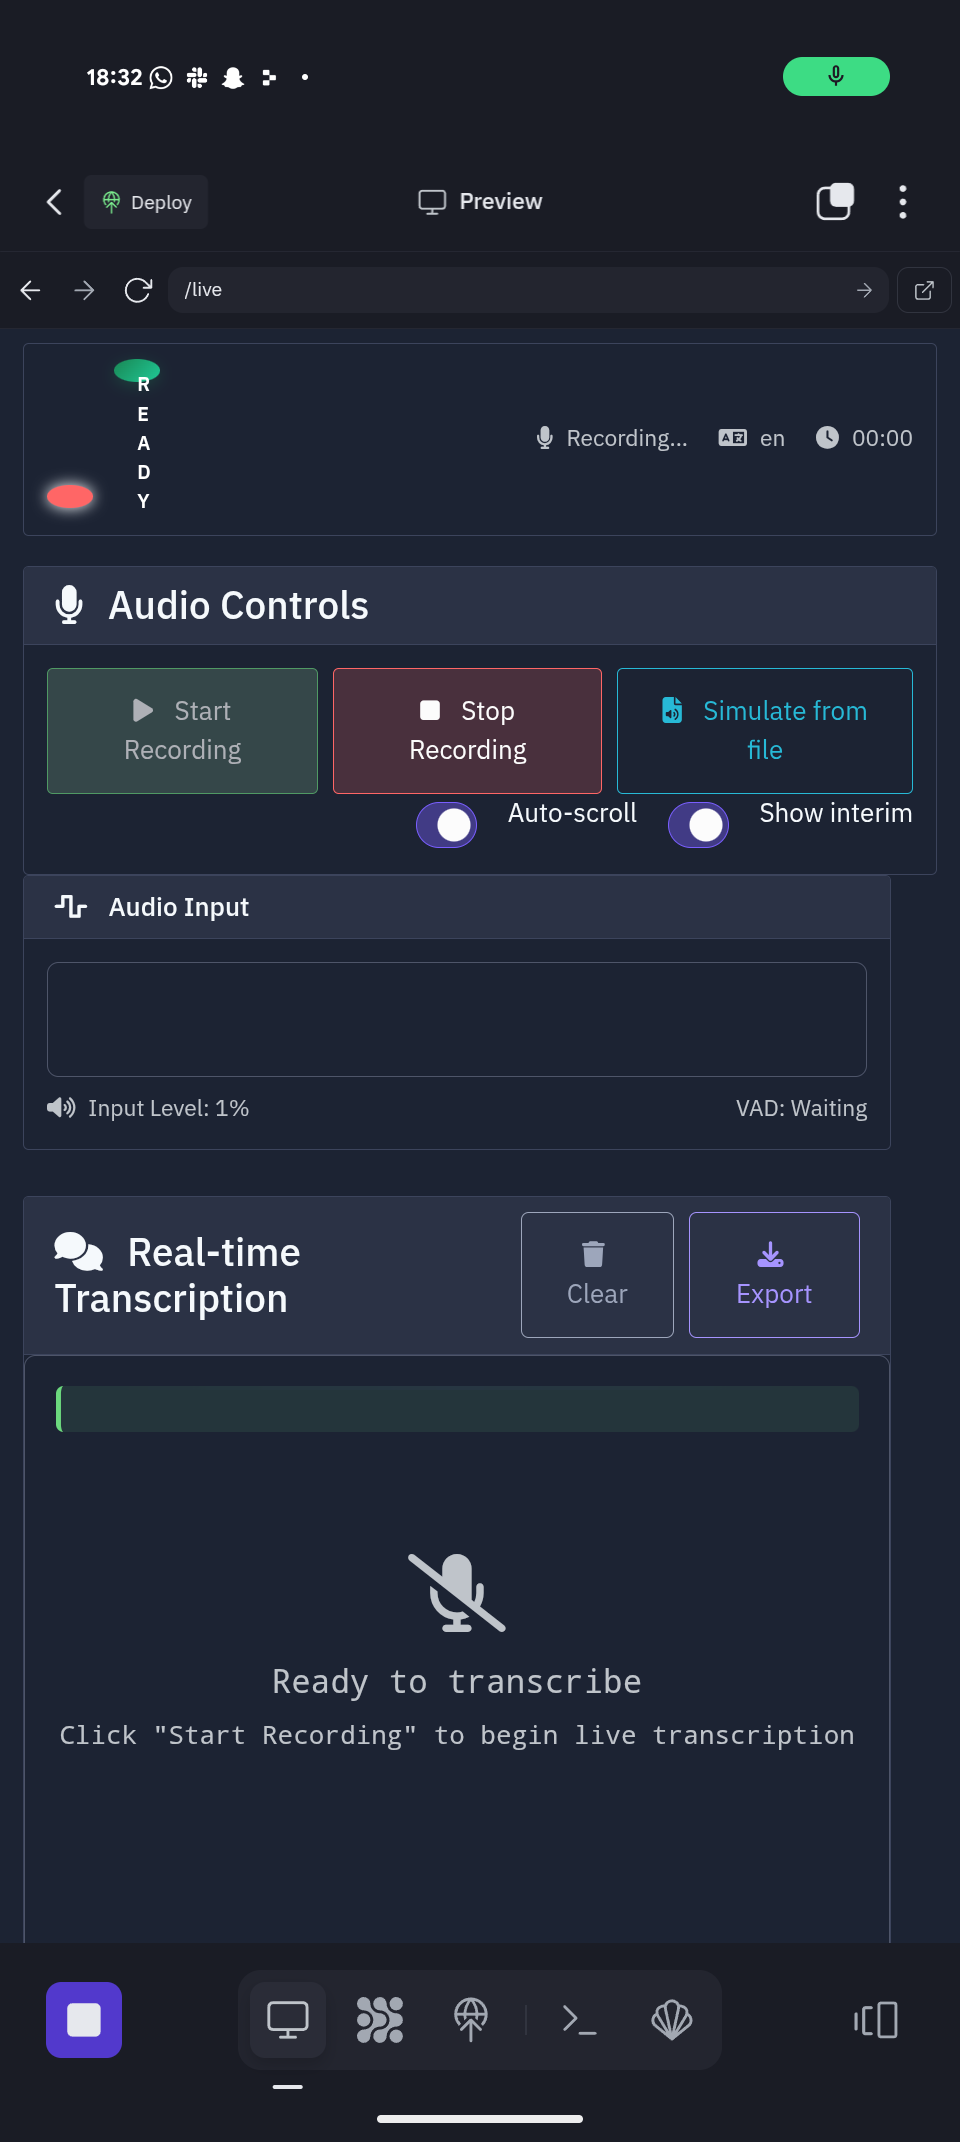 18:32
Deploy
Preview
/live
READY
Recording...
en
00:00
Audio Controls
Start
Recording
Stop
Recording
Simulate from
file
Auto-scroll
Show interim
Audio Input
Input Level: 1%
VAD: Waiting
Real-time
Transcription
Clear
Export
Ready to transcribe
Click "Start Recording" to begin live transcription